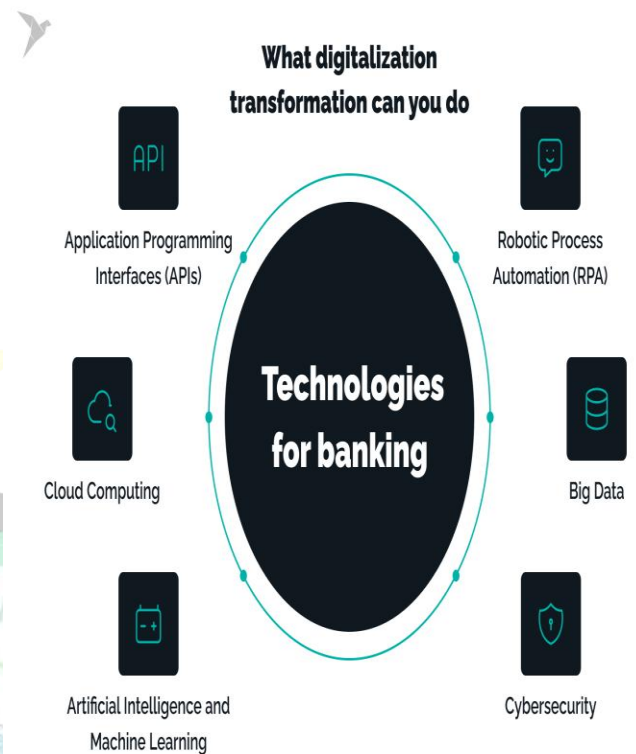 What digitalization
transformation can you do
API
Application Programming
Interfaces (APIs)
Robotic Process
Automation (RPA)
Technologies
for banking
Cloud Computing
Big Data
Artificial Intelligence and
Machine Learning
Cybersecurity